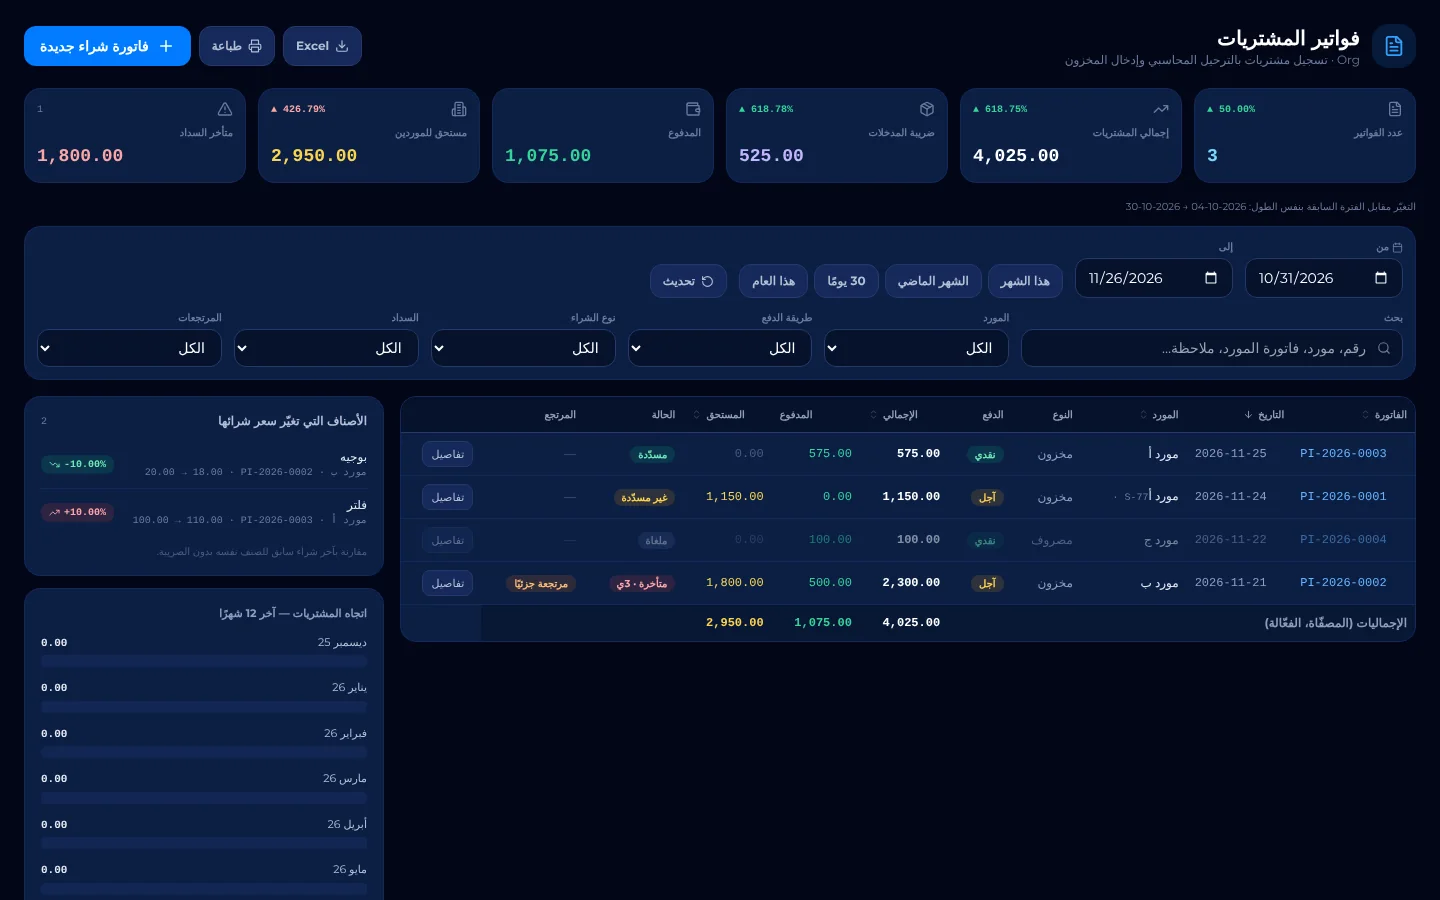 فواتير المشتريات
Org · تسجيل مشتريات بالترحيل المحاسبي وإدخال المخزون
Excel
طباعة
فاتورة شراء جديدة
50.00% ▲
عدد الفواتير
3
618.75% ▲
إجمالي المشتريات
4,025.00
618.78% ▲
ضريبة المدخلات
525.00
المدفوع
1,075.00
426.79% ▲
مستحق للموردين
2,950.00
1
متأخر السداد
1,800.00
التغيّر مقابل الفترة السابقة بنفس الطول: 2026-10-04 → 2026-10-30
من
10/31/2026
إلى
11/26/2026
هذا الشهر
الشهر الماضي
30 يومًا
هذا العام
تحديث
بحث
رقم، مورد، فاتورة المورد، ملاحظة...
المورد
الكل
طريقة الدفع
الكل
نوع الشراء
الكل
السداد
الكل
المرتجعات
الكل
الفاتورة التاريخ ↓ المورد النوع الدفع الإجمالي المدفوع المستحق الحالة المرتجع
PI-2026-0003 2026-11-25 مورد أ مخزون نقدي 575.00 575.00 0.00 مسدّدة — تفاصيل
PI-2026-0001 2026-11-24 مورد أ S-77 · مخزون آجل 1,150.00 0.00 1,150.00 غير مسدّدة — تفاصيل
PI-2026-0004 2026-11-22 مورد ج مصروف نقدي 100.00 100.00 0.00 ملغاة — تفاصيل
PI-2026-0002 2026-11-21 مورد ب مخزون آجل 2,300.00 500.00 1,800.00 متأخرة · 3ي مرتجعة جزئيًا تفاصيل
الإجماليات (المصفّاة، الفعّالة) 4,025.00 1,075.00 2,950.00
الأصناف التي تغيّر سعر شرائها 2
بوجيه
مورد ب · PI-2026-0002 · 18.00 → 20.00
-10.00%
فلتر
مورد أ · PI-2026-0003 · 110.00 → 100.00
+10.00%
مقارنة بآخر شراء سابق للصنف نفسه بدون الضريبة.
اتجاه المشتريات — آخر 12 شهرًا
ديسمبر 25 0.00
يناير 26 0.00
فبراير 26 0.00
مارس 26 0.00
أبريل 26 0.00
مايو 26 0.00